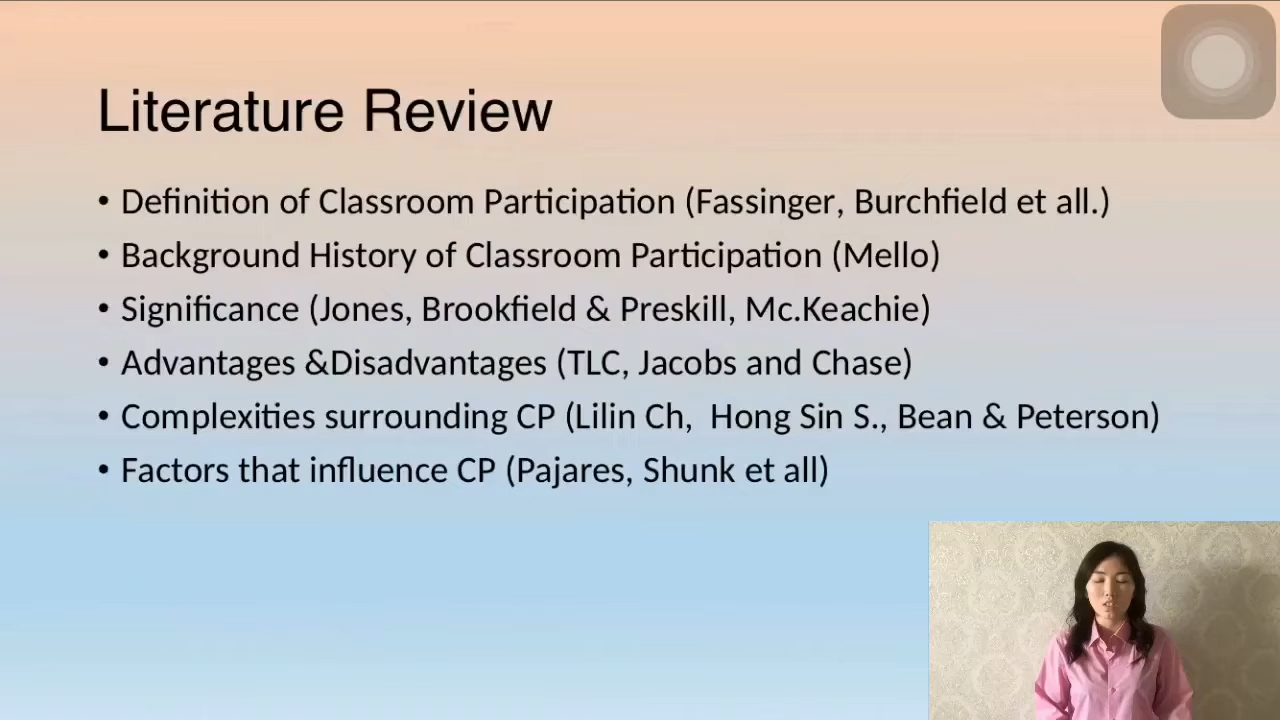 Literature Review
• Definition of Classroom Participation (Fassinger, Burchfield et all.)
• Background History of Classroom Participation (Mello)
• Significance (Jones, Brookfield & Preskill, Mc.Keachie)
• Advantages &Disadvantages (TLC, Jacobs and Chase)
• Complexities surrounding CP (Lilin Ch,  Hong Sin S., Bean & Peterson)
• Factors that influence CP (Pajares, Shunk et all)